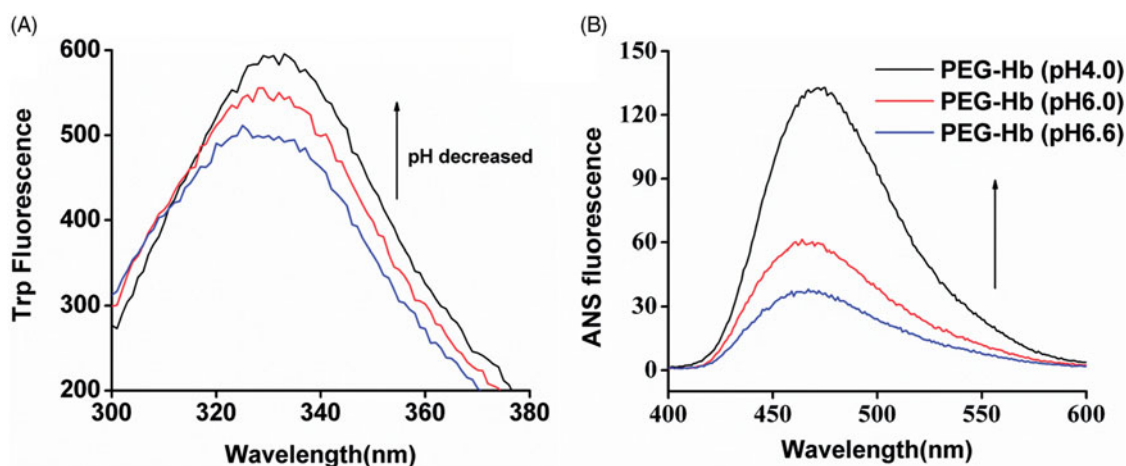 (A)
Trp Fluorescence
600
500
400
300
200
300
320
340
360
380
Wavelength(nm)
pH decreased
(B)
ANS fluorescence
150
120
90
60
30
0
400
450
500
550
600
Wavelength(nm)
PEG-Hb (pH4.0)
PEG-Hb (pH6.0)
PEG-Hb (pH6.6)